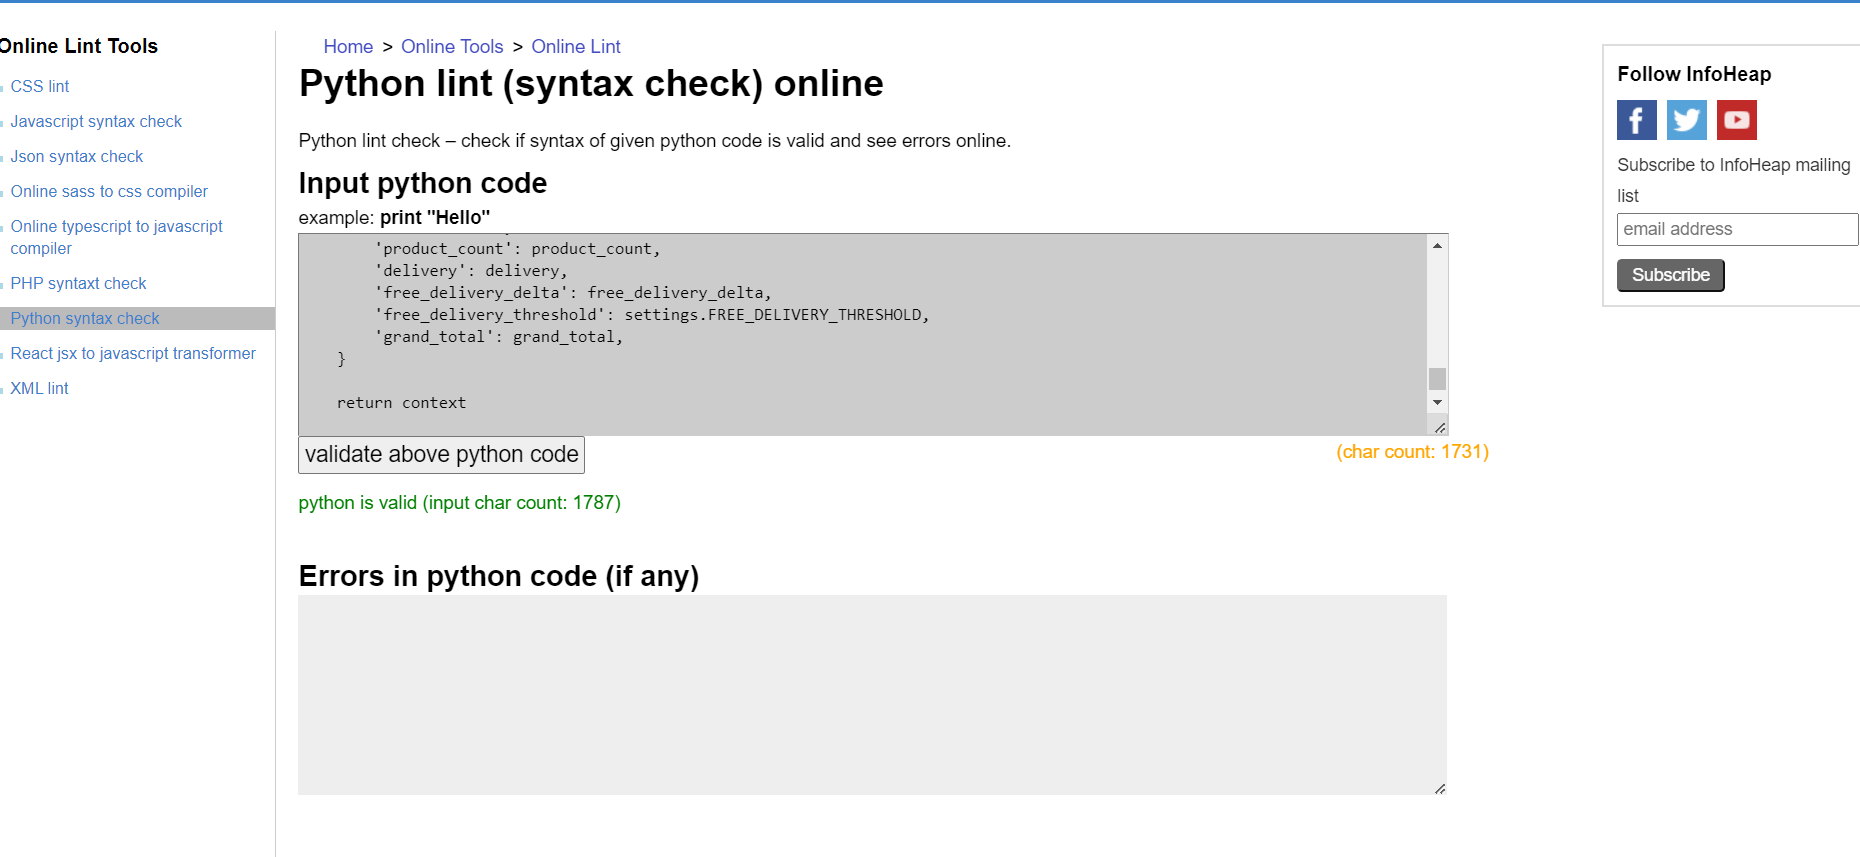 Online Lint Tools
CSS lint
Javascript syntax check
Json syntax check
Online sass to css compiler
Online typescript to javascript
compiler
PHP syntaxt check
Python syntax check
React jsx to javascript transformer
XML lint
Home > Online Tools > Online Lint
Python lint (syntax check) online
Python lint check – check if syntax of given python code is valid and see errors online.
Input python code
example: print "Hello"
'product_count': product_count,
'delivery': delivery,
'free_delivery_delta': free_delivery_delta,
'free_delivery_threshold': settings.FREE_DELIVERY_THRESHOLD,
'grand_total': grand_total,
}
return context
validate above python code
(char count: 1731)
python is valid (input char count: 1787)
Errors in python code (if any)
Follow InfoHeap
Subscribe to InfoHeap mailing
list
email address
Subscribe